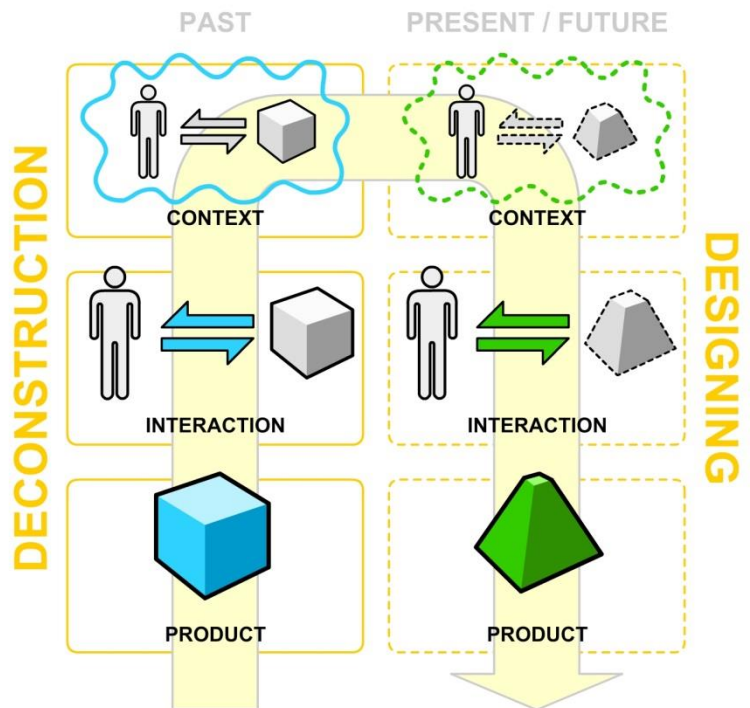 PAST
PRESENT / FUTURE
DECONSTRUCTION
CONTEXT
INTERACTION
PRODUCT
CONTEXT
INTERACTION
PRODUCT
DESIGNING